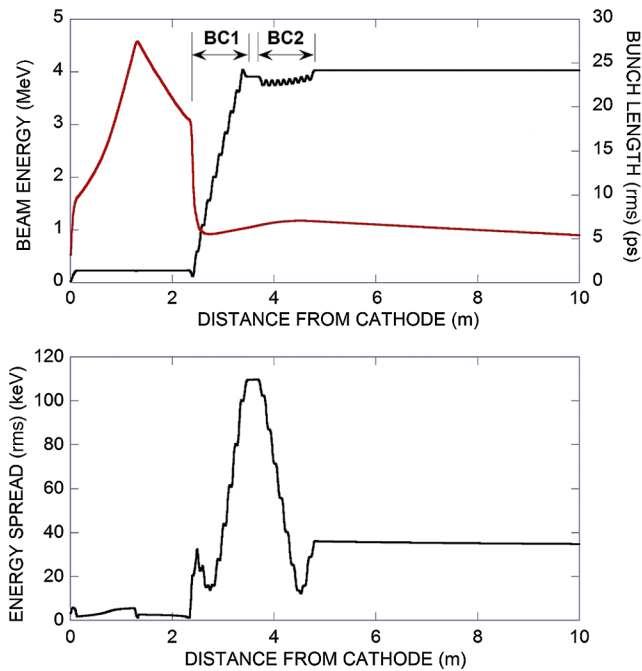 BC1 BC2
5
4
3
2
1
0
BEAM ENERGY (MeV)
30
25
20
15
10
5
0
BUNCH LENGTH (rms) (ps)
0 2 4 6 8 10
DISTANCE FROM CATHODE (m)
120
100
80
60
40
20
0
ENERGY SPREAD (rms) (keV)
0 2 4 6 8 10
DISTANCE FROM CATHODE (m)